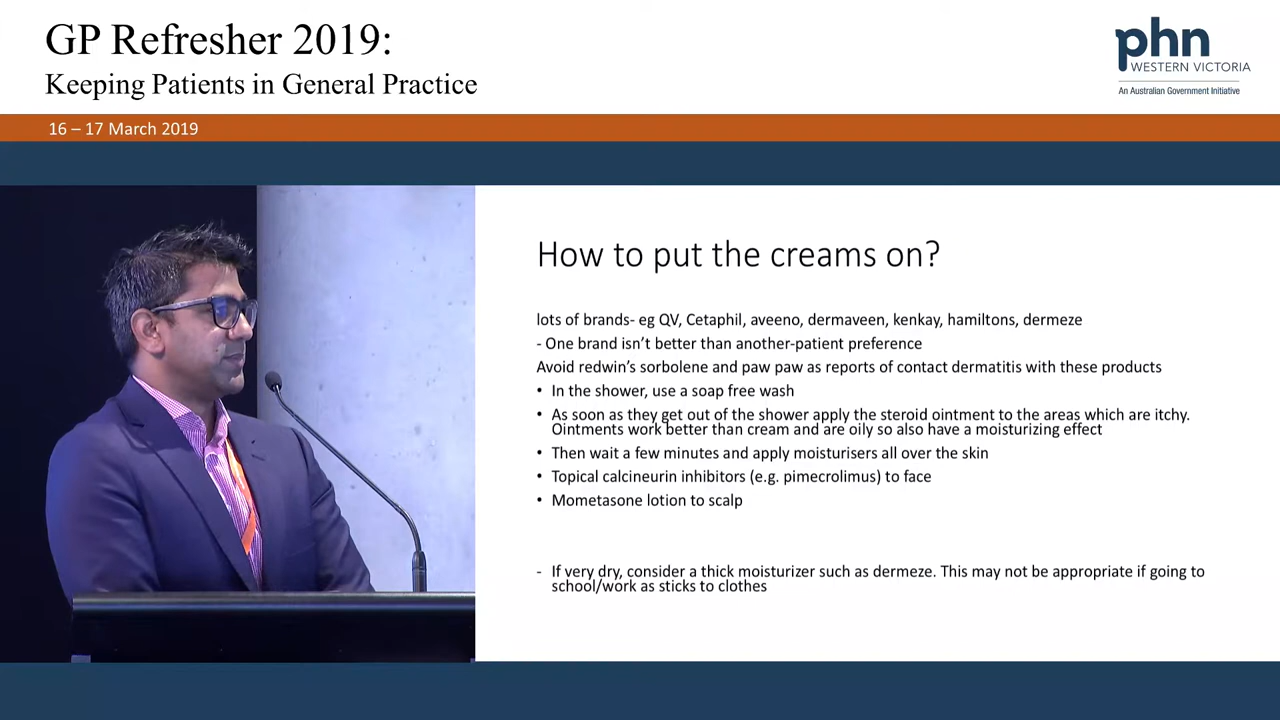 GP Refresher 2019:
Keeping Patients in General Practice
phn
WESTERN VICTORIA
An Australian Government Initiative
16 – 17 March 2019
How to put the creams on?
lots of brands- eg QV, Cetaphil, aveeno, dermaveen, kenkay, hamiltons, dermeze
- One brand isn't better than another-patient preference
Avoid redwin's sorbolene and paw paw as reports of contact dermatitis with these products
• In the shower, use a soap free wash
• As soon as they get out of the shower apply the steroid ointment to the areas which are itchy.
Ointments work better than cream and are oily so also have a moisturizing effect
• Then wait a few minutes and apply moisturisers all over the skin
• Topical calcineurin inhibitors (e.g. pimecrolimus) to face
• Mometasone lotion to scalp
- If very dry, consider a thick moisturizer such as dermeze. This may not be appropriate if going to
school/work as sticks to clothes